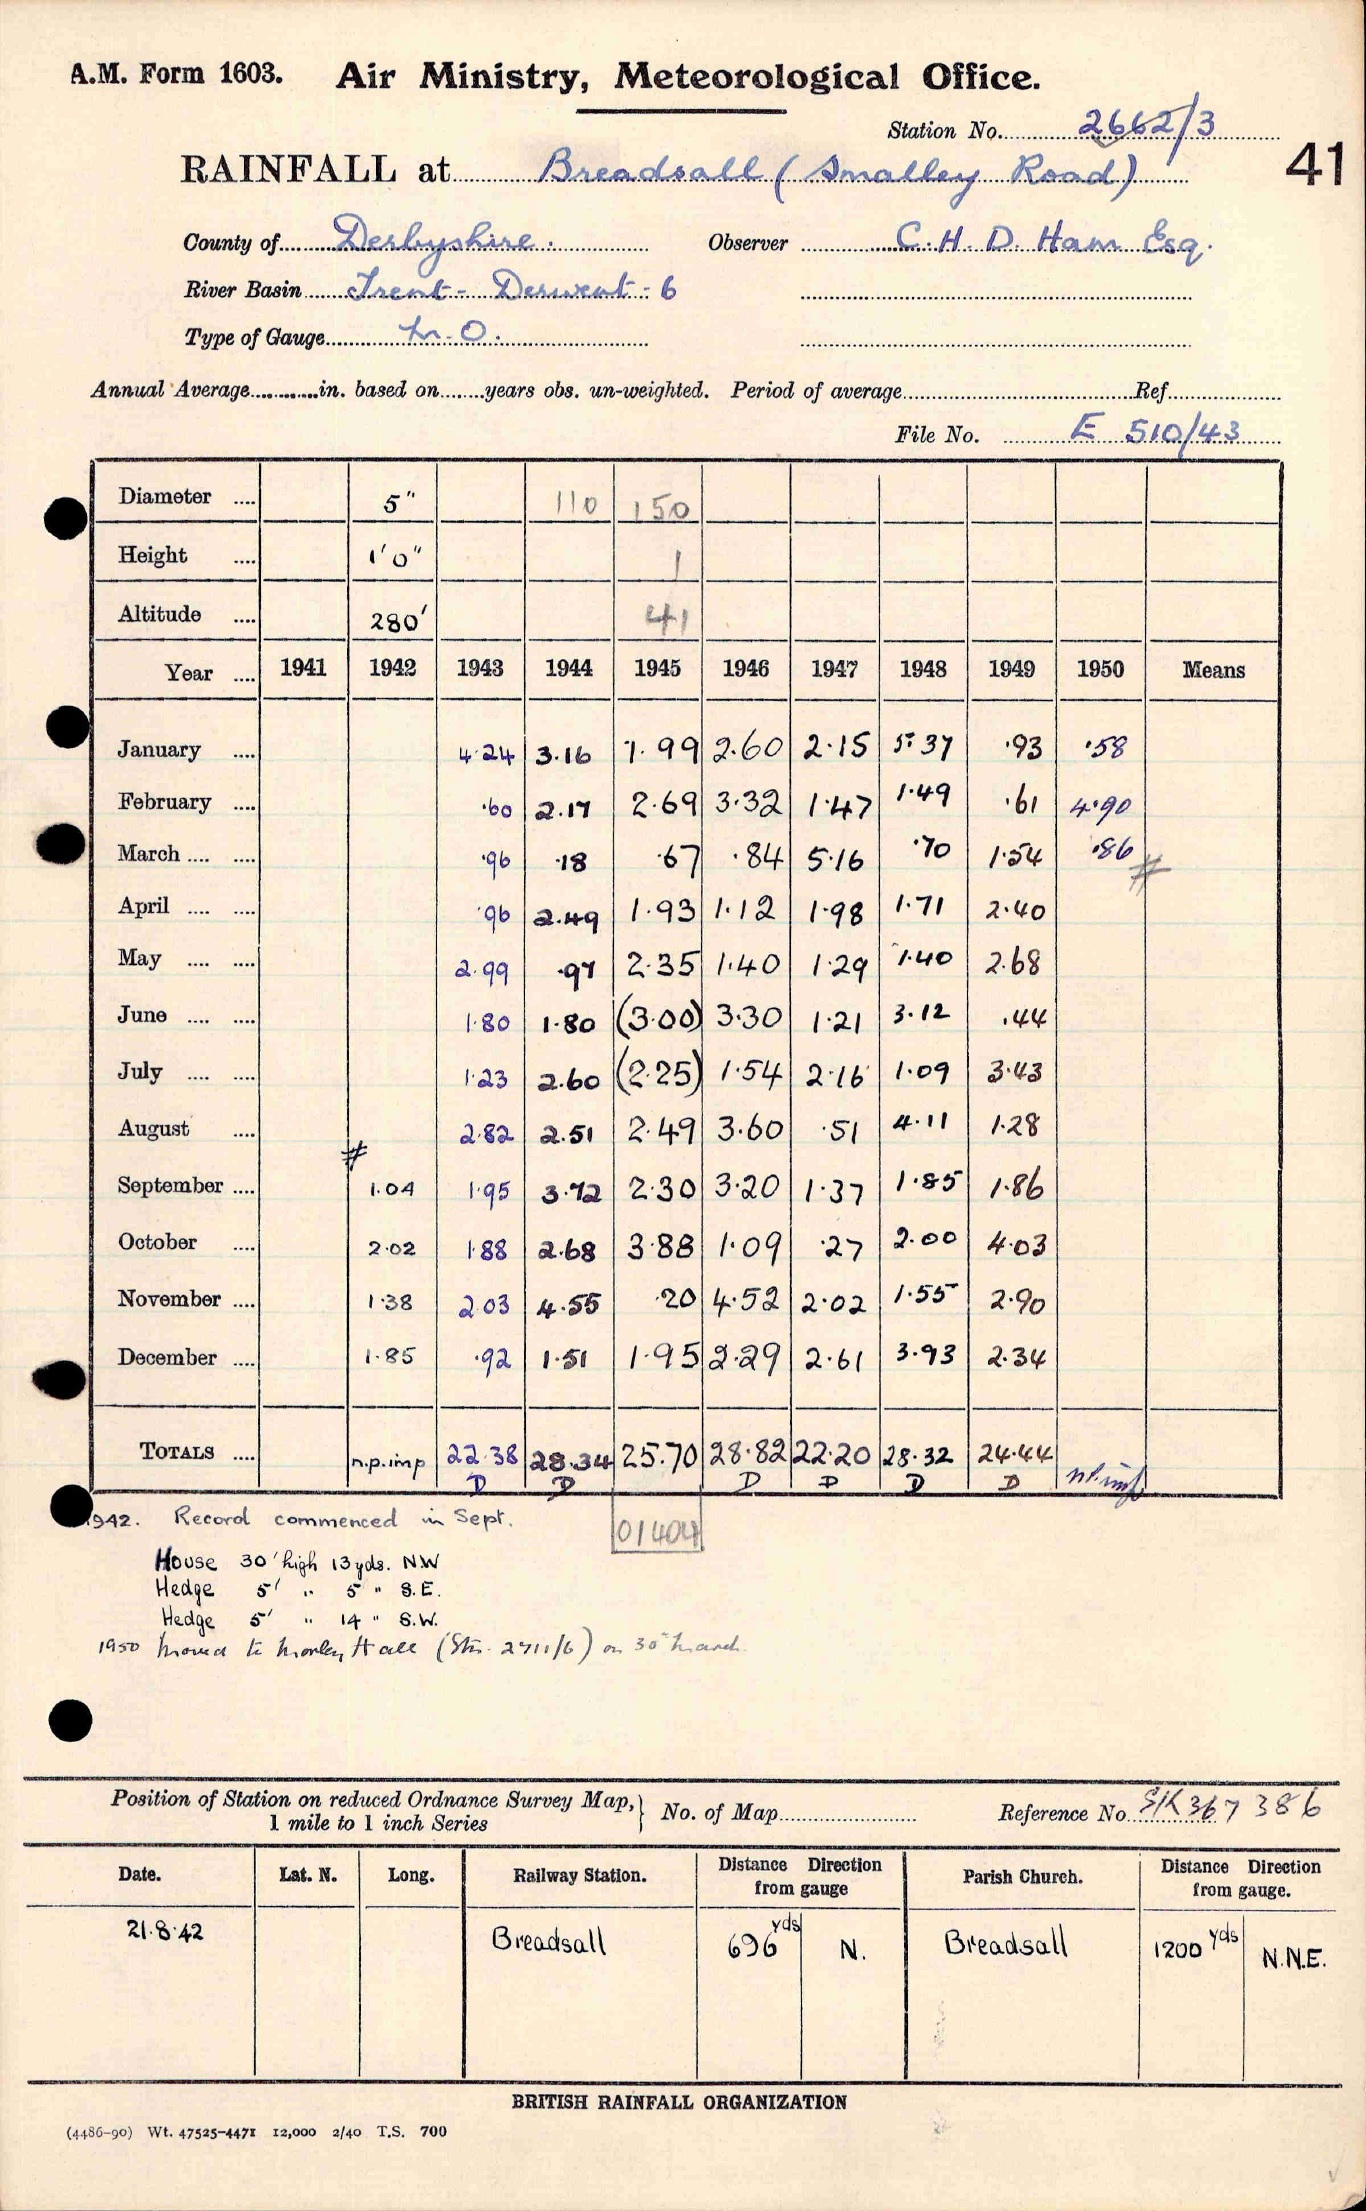 A.M. Form 1603. Air Ministry, Meteorological Office.
Station No. 2662/3
41
RAINFALL at Breadsall (Smalley Road)
County of Derbyshire. Observer C.H.D. Ham Esq.
River Basin Trent - Derwent - 6
Type of Gauge M.O.
Annual Average in. based on years obs. un-weighted. Period of average Ref
File No. E 510/43
Diameter .... 5" 110 150
Height .... 1'0" 1
Altitude .... 280' 41
Year .... 1941 1942 1943 1944 1945 1946 1947 1948 1949 1950 Means
January .... 4.24 3.16 1.99 2.60 2.15 5.37 .93 .58
February .... .60 2.17 2.69 3.32 1.47 1.49 .61 4.90
March .... .... .96 .18 .67 .84 5.16 .70 1.54 .86
April .... .... .96 2.49 1.93 1.12 1.98 1.71 2.40
May .... .... 2.99 .97 2.35 1.40 1.29 1.40 2.68
June .... .... 1.80 1.80 (3.00) 3.30 1.21 3.12 .44
July .... .... 1.23 2.60 (2.25) 1.54 2.16 1.09 3.43
August .... 2.82 2.51 2.49 3.60 .51 4.11 1.28
September .... 1.04 1.95 3.72 2.30 3.20 1.37 1.85 1.86
October .... 2.02 1.88 2.68 3.88 1.09 .27 2.00 4.03
November .... 1.38 2.03 4.55 .20 4.52 2.02 1.55 2.90
December .... 1.85 .92 1.51 1.95 2.29 2.61 3.93 2.34
TOTALS .... n.p.imp 22.38 28.34 25.70 28.82 22.20 28.32 24.44 n.p.imp
D D D D D D
1942. Record commenced in Sept. 01404
House 30' high 13 yds. N.W
Hedge 5' " 5 " S.E.
Hedge 5' " 14 " S.W.
1950 Moved to Morley Hall (Stn. 2711/6) on 30th March
Position of Station on reduced Ordnance Survey Map, 1 mile to 1 inch Series } No. of Map Reference No. SK 367 386
Date. Lat. N. Long. Railway Station. Distance Direction from gauge Parish Church. Distance Direction from gauge.
21.8.42 Breadsall 696 yds N. Breadsall 1200 yds N.N.E.
BRITISH RAINFALL ORGANIZATION
(4486-90) Wt. 47525-4471 12,000 2/40 T.S. 700